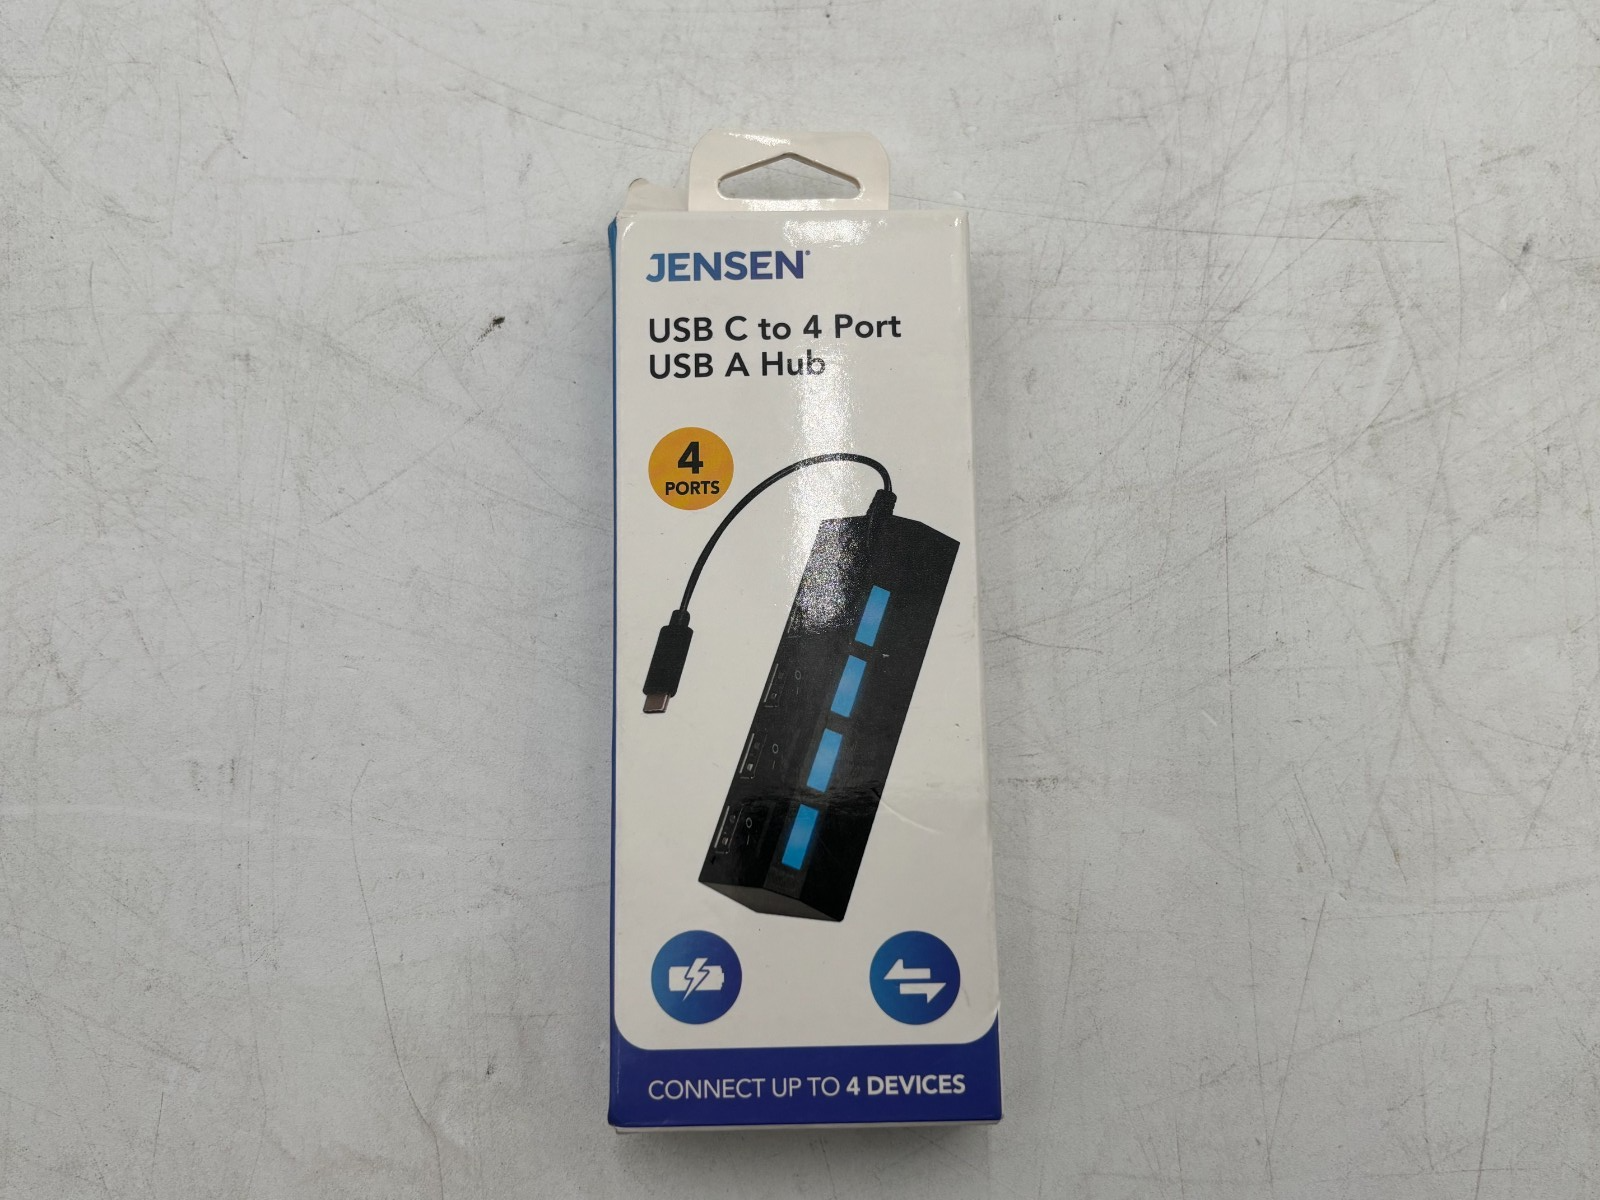 JENSEN®
USB C to 4 Port
USB A Hub
4
PORTS
CONNECT UP TO 4 DEVICES